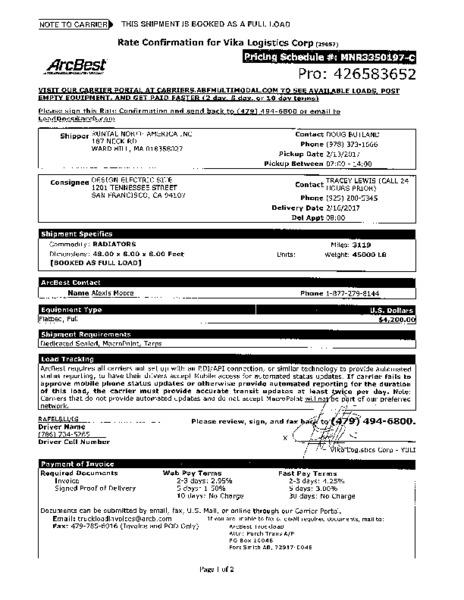 NOTE TO CARRIER THIS SHIPMENT IS BOOKED AS A FULL LOAD
Rate Confirmation for Vika Logistics Corp (29657)
ArcBest
Pricing Schedule #: MNR3350197-C
Pro: 426583652
VISIT OUR CARRIER PORTAL AT CARRIERS.ABFMULTIMODAL.COM TO SEE AVAILABLE LOADS, POST
EMPTY EQUIPMENT, AND GET PAID FASTER (2 day, 5 day, or 10 day terms)
Please sign this Rate Confirmation and send back to (479) 494-6800 or email to
Shipper RUNTAL NORTH AMERICA INC
187 NECK RD
WARD HILL, MA 018358027
Contact DOUG BUTLAND
Phone (978) 373-1666
Pickup Date 2/13/2017
Pickup Between 07:00 - 14:00
Consignee DESIGN ELECTRIC SITE
1201 TENNESSEE STREET
SAN FRANCISCO, CA 94107
Contact TRACEY LEWIS (CALL 24
HOURS PRIOR)
Phone (925) 200-5345
Delivery Date 2/16/2017
Del Appt 08:00
Shipment Specifics
Commodity: RADIATORS
Miles: 3119
Dimensions: 48.00 x 8.00 x 8.00 Feet
Units:
Weight: 45000 LB
[BOOKED AS FULL LOAD]
ArcBest Contact
Name Alexis Moore
Phone 1-877-279-8144
Equipment Type
U.S. Dollars
Flatbed, Full
$4,200.00
Shipment Requirements
Dedicated Sealed, MacroPoint, Tarps
Load Tracking
ArcBest requires all carriers not set up with an EDI/API connection, or similar technology to provide automated
status reporting, to have their drivers accept Mobile access for automated status updates. If carrier fails to
approve mobile phone status updates or otherwise provide automated reporting for the duration
of this load, the carrier must provide accurate transit updates at least twice per day. Note:
Carriers that do not provide automated updates and do not accept MacroPoint will not be part of our preferred
network.
Driver Name
Please review, sign, and fax back to (479) 494-6800.
Driver Cell Number
X
Vika Logistics Corp - YULI
Payment of Invoice
Required Documents
Invoice
Signed Proof of Delivery
Web Pay Terms
2-3 days: 2.95%
5 days: 1.50%
10 days: No Charge
Fast Pay Terms
2-3 days: 4.25%
5 days: 3.00%
30 days: No Charge
Documents can be submitted by email, fax, U.S. Mail, or online through our Carrier Portal.
Email: truckloadinvoices@arcb.com
Fax: 479-785-6016 (Invoice and POD Only)
If you are unable to fax or email required documents, mail to:
ArcBest Truckload
Attn: Purch Trans A/P
PO Box 10048
Fort Smith AR, 72917-0048
Page 1 of 2